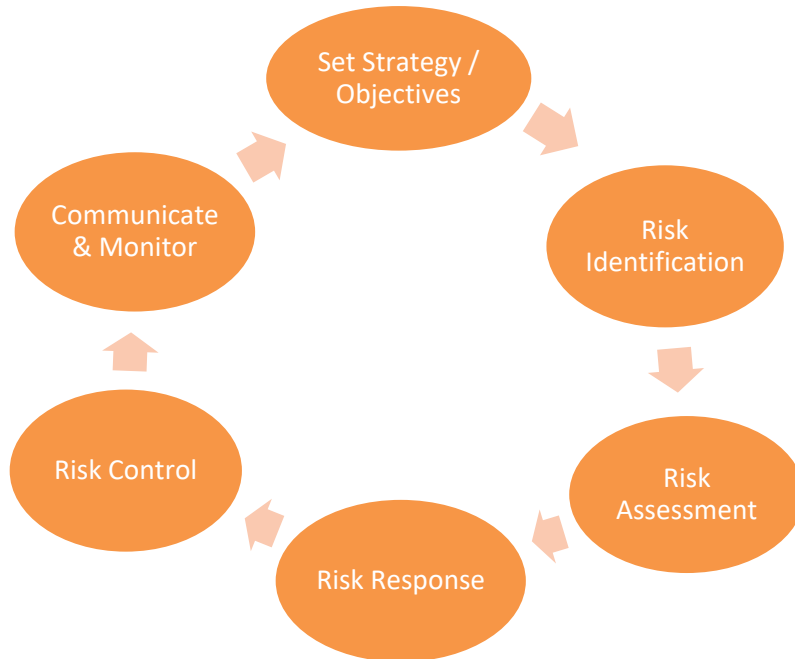 Set Strategy /
Objectives
Risk
Identification
Risk
Assessment
Risk Response
Risk Control
Communicate
& Monitor